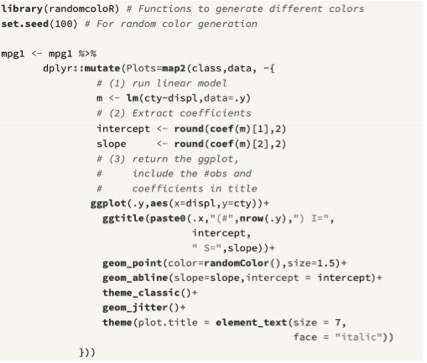 library(randomcoloR) # Functions to generate different colors
set.seed(100) # For random color generation
mpg1 <- mpg1 %>%
dplyr::mutate(Plots=map2(class,data, ~{
# (1) run linear model
m <- lm(cty~displ,data=.y)
# (2) Extract coefficients
intercept <- round(coef(m)[1],2)
slope     <- round(coef(m)[2],2)
# (3) return the ggplot,
#     include the #obs and
#     coefficients in title
ggplot(.y,aes(x=displ,y=cty))+
ggtitle(paste0(.x,"(#",nrow(.y),") I=",
intercept,
" S=",slope))+
geom_point(color=randomColor(),size=1.5)+
geom_abline(slope=slope,intercept = intercept)+
theme_classic()+
geom_jitter()+
theme(plot.title = element_text(size = 7,
face = "italic"))
}))